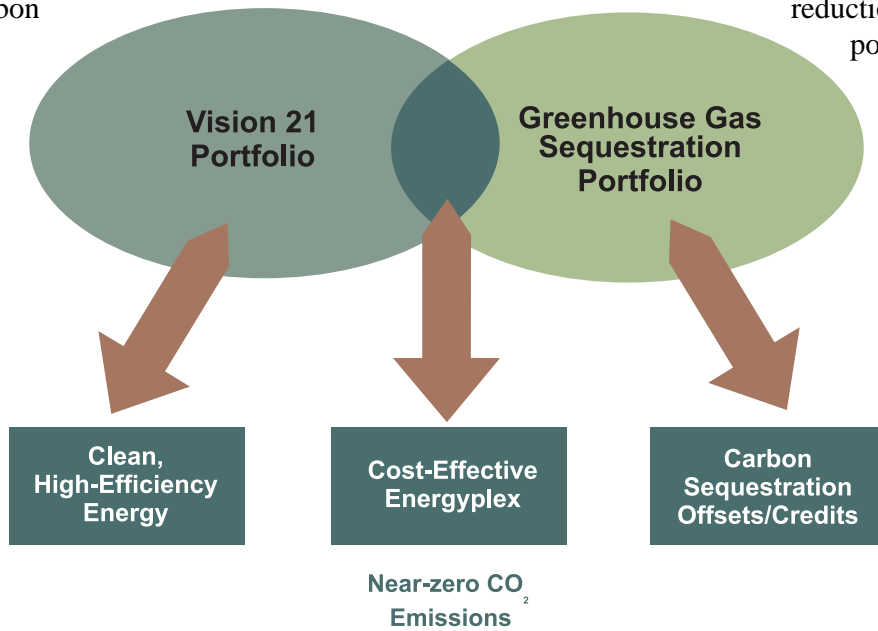 Vision 21
Portfolio
Greenhouse Gas
Sequestration
Portfolio
Clean,
High-Efficiency
Energy
Cost-Effective
Energyplex
Carbon
Sequestration
Offsets/Credits
Near-zero CO₂
Emissions